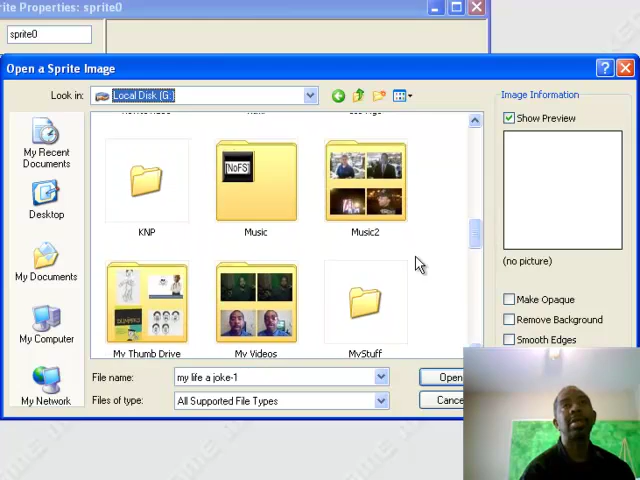 rite Properties: sprite0
sprite0
Open a Sprite Image
Look in:
Local Disk (G:)
Image Information
Show Preview
My Recent
Documents
Desktop
My Documents
My Computer
My Network
[NoFS]
KNP
Music
Music2
My Thumb Drive
My Videos
MyStuff
(no picture)
Make Opaque
Remove Background
Smooth Edges
File name:
my life a joke-1
Open
Files of type:
All Supported File Types
Cance